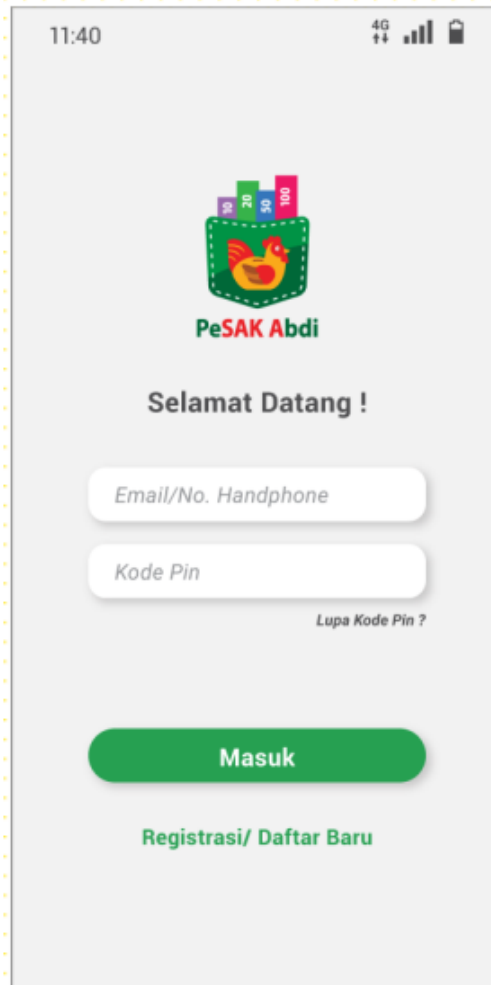 11:40
4G
10 20 50 100
PeSAK Abdi
Selamat Datang !
Email/No. Handphone
Kode Pin
Lupa Kode Pin ?
Masuk
Registrasi/ Daftar Baru